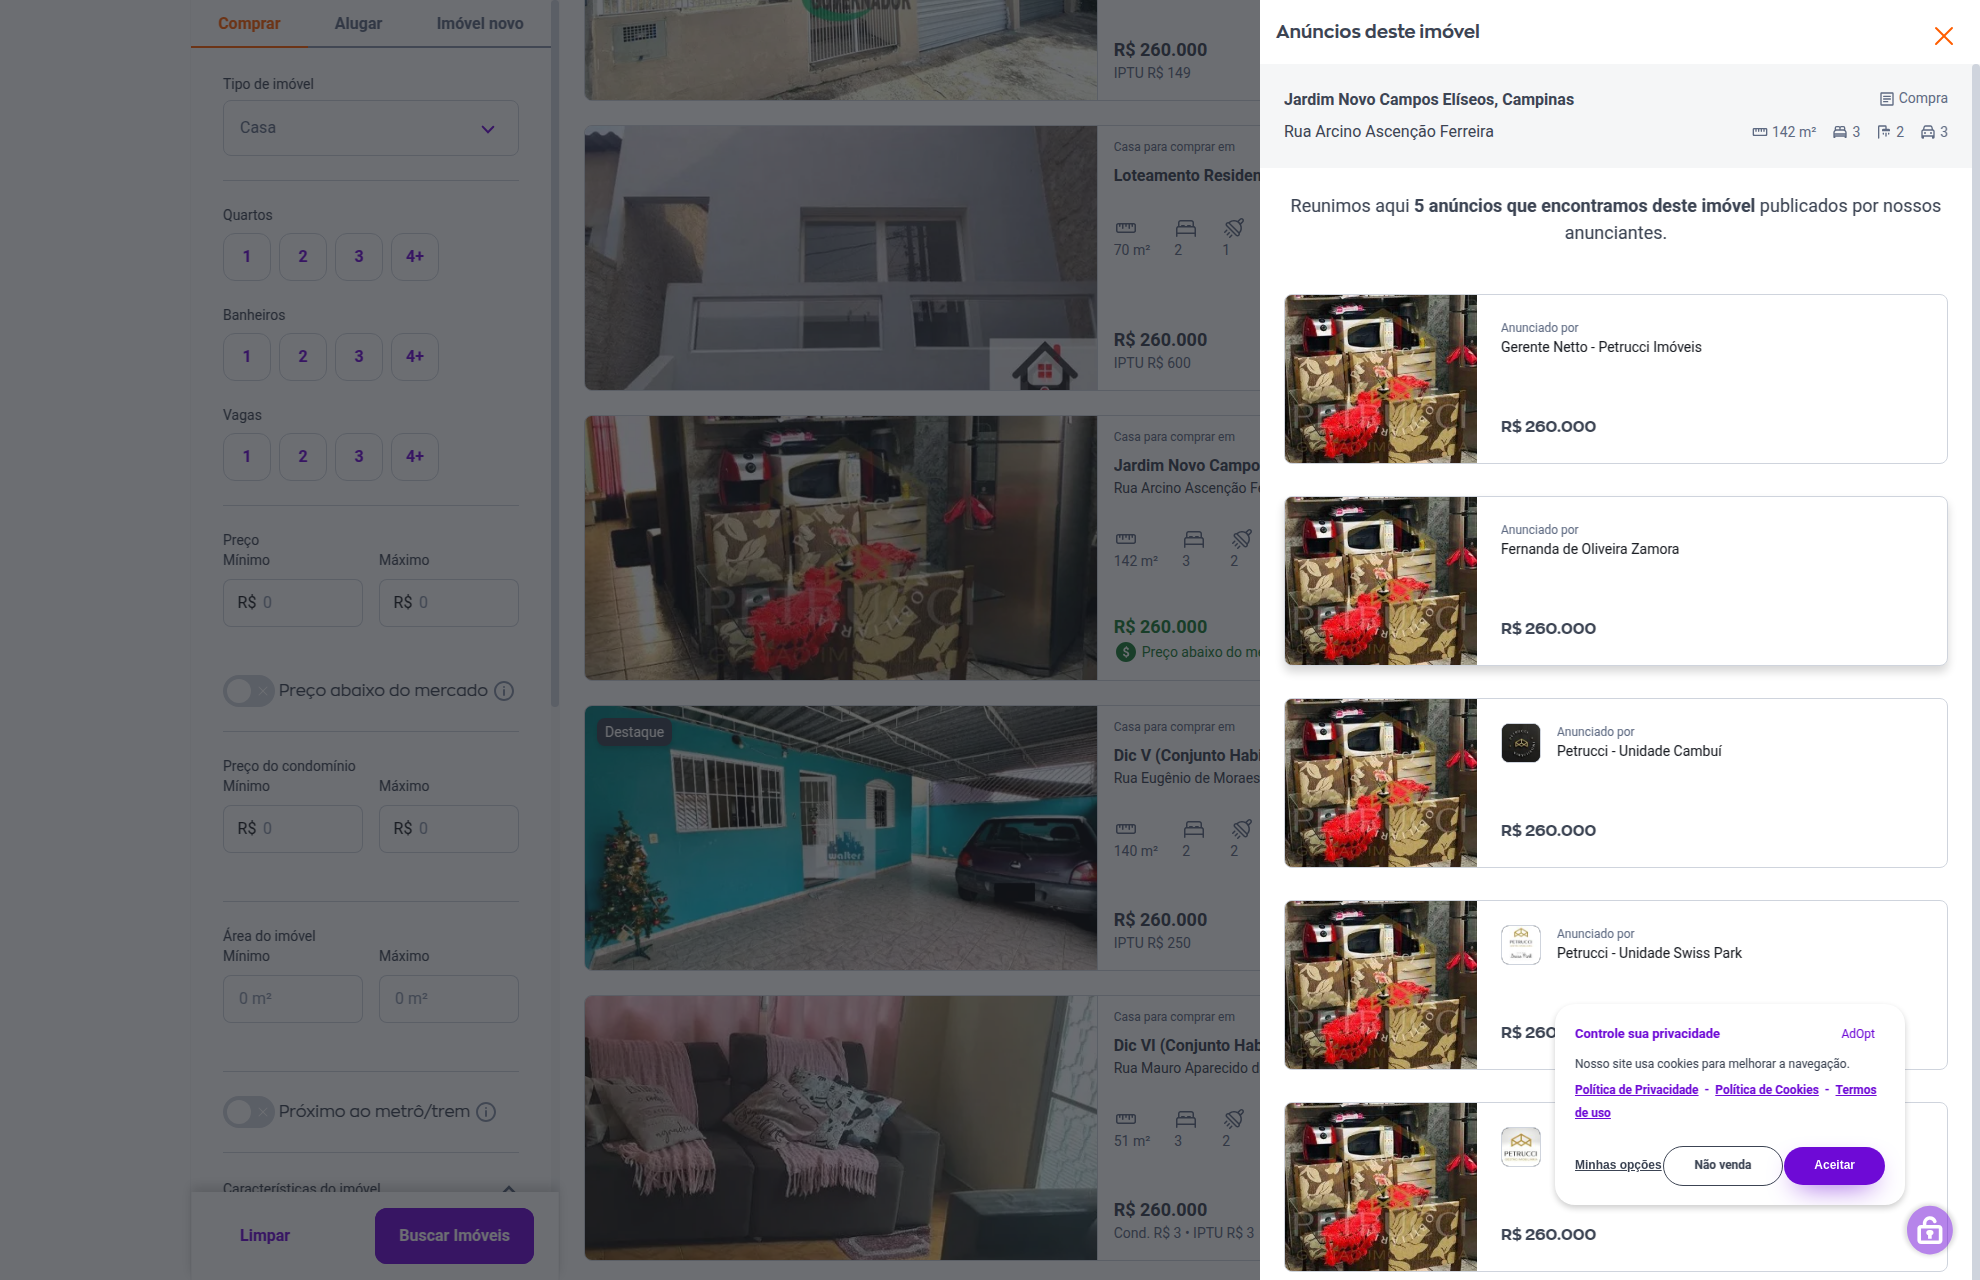 Comprar
Alugar
Imóvel novo
Tipo de imóvel
Casa
Quartos
1
2
3
4+
Banheiros
1
2
3
4+
Vagas
1
2
3
4+
Preço
Mínimo
Máximo
R$ 0
R$ 0
Preço abaixo do mercado
Preço do condomínio
Mínimo
Máximo
R$ 0
R$ 0
Área do imóvel
Mínimo
Máximo
0 m²
0 m²
Próximo ao metrô/trem
Características do imóvel
Limpar
Buscar Imóveis
GOVERNADOR
R$ 260.000
IPTU R$ 149
Casa para comprar em
Loteamento Residen
70 m²
2
1
R$ 260.000
IPTU R$ 600
Casa para comprar em
Jardim Novo Campo
Rua Arcino Ascenção Fe
142 m²
3
2
R$ 260.000
Preço abaixo do me
Destaque
walter
Casa para comprar em
Dic V (Conjunto Habi
Rua Eugênio de Moraes
140 m²
2
2
R$ 260.000
IPTU R$ 250
Casa para comprar em
Dic VI (Conjunto Hab
Rua Mauro Aparecido d
51 m²
3
2
R$ 260.000
Cond. R$ 3 • IPTU R$ 3
Anúncios deste imóvel
Jardim Novo Campos Elíseos, Campinas
Compra
Rua Arcino Ascenção Ferreira
142 m²
3
2
3
Reunimos aqui 5 anúncios que encontramos deste imóvel publicados por nossos
anunciantes.
Anunciado por
Gerente Netto - Petrucci Imóveis
R$ 260.000
Anunciado por
Fernanda de Oliveira Zamora
R$ 260.000
Anunciado por
Petrucci - Unidade Cambuí
R$ 260.000
PETRUCCI
Swiss Park
Anunciado por
Petrucci - Unidade Swiss Park
R$ 260
PETRUCCI
R$ 260.000
Controle sua privacidade
AdOpt
Nosso site usa cookies para melhorar a navegação.
Política de Privacidade - Política de Cookies - Termos
de uso
Minhas opções
Não venda
Aceitar